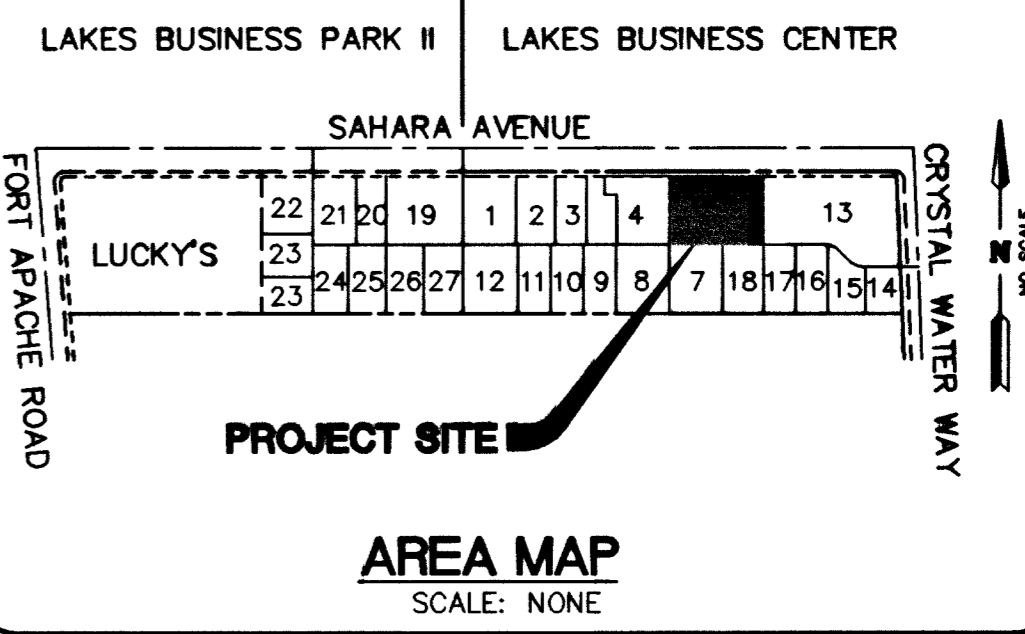 LAKES BUSINESS PARK II LAKES BUSINESS CENTER
SAHARA AVENUE
FORT APACHE ROAD
CRYSTAL WATER WAY
22 21 20 19 1 2 3 4 13
LUCKY'S
23
23 24 25 26 27 12 11 10 9 8 7 18 17 16 15 14
N
PROJECT SITE
AREA MAP
SCALE: NONE